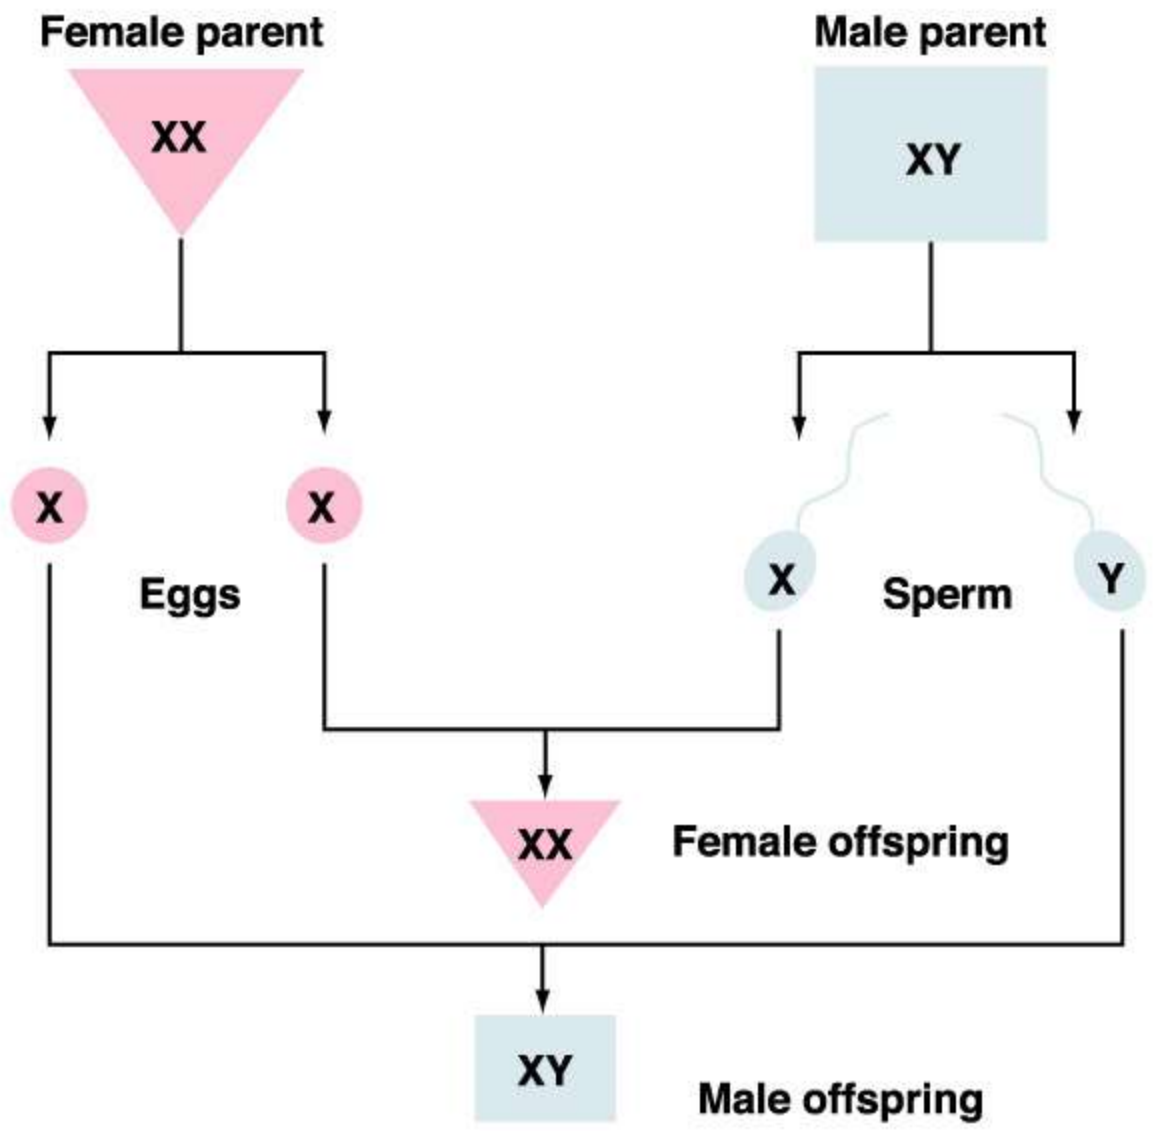 Female parent
Male parent
XX
XY
X
X
X
Y
Eggs
Sperm
XX
Female offspring
XY
Male offspring